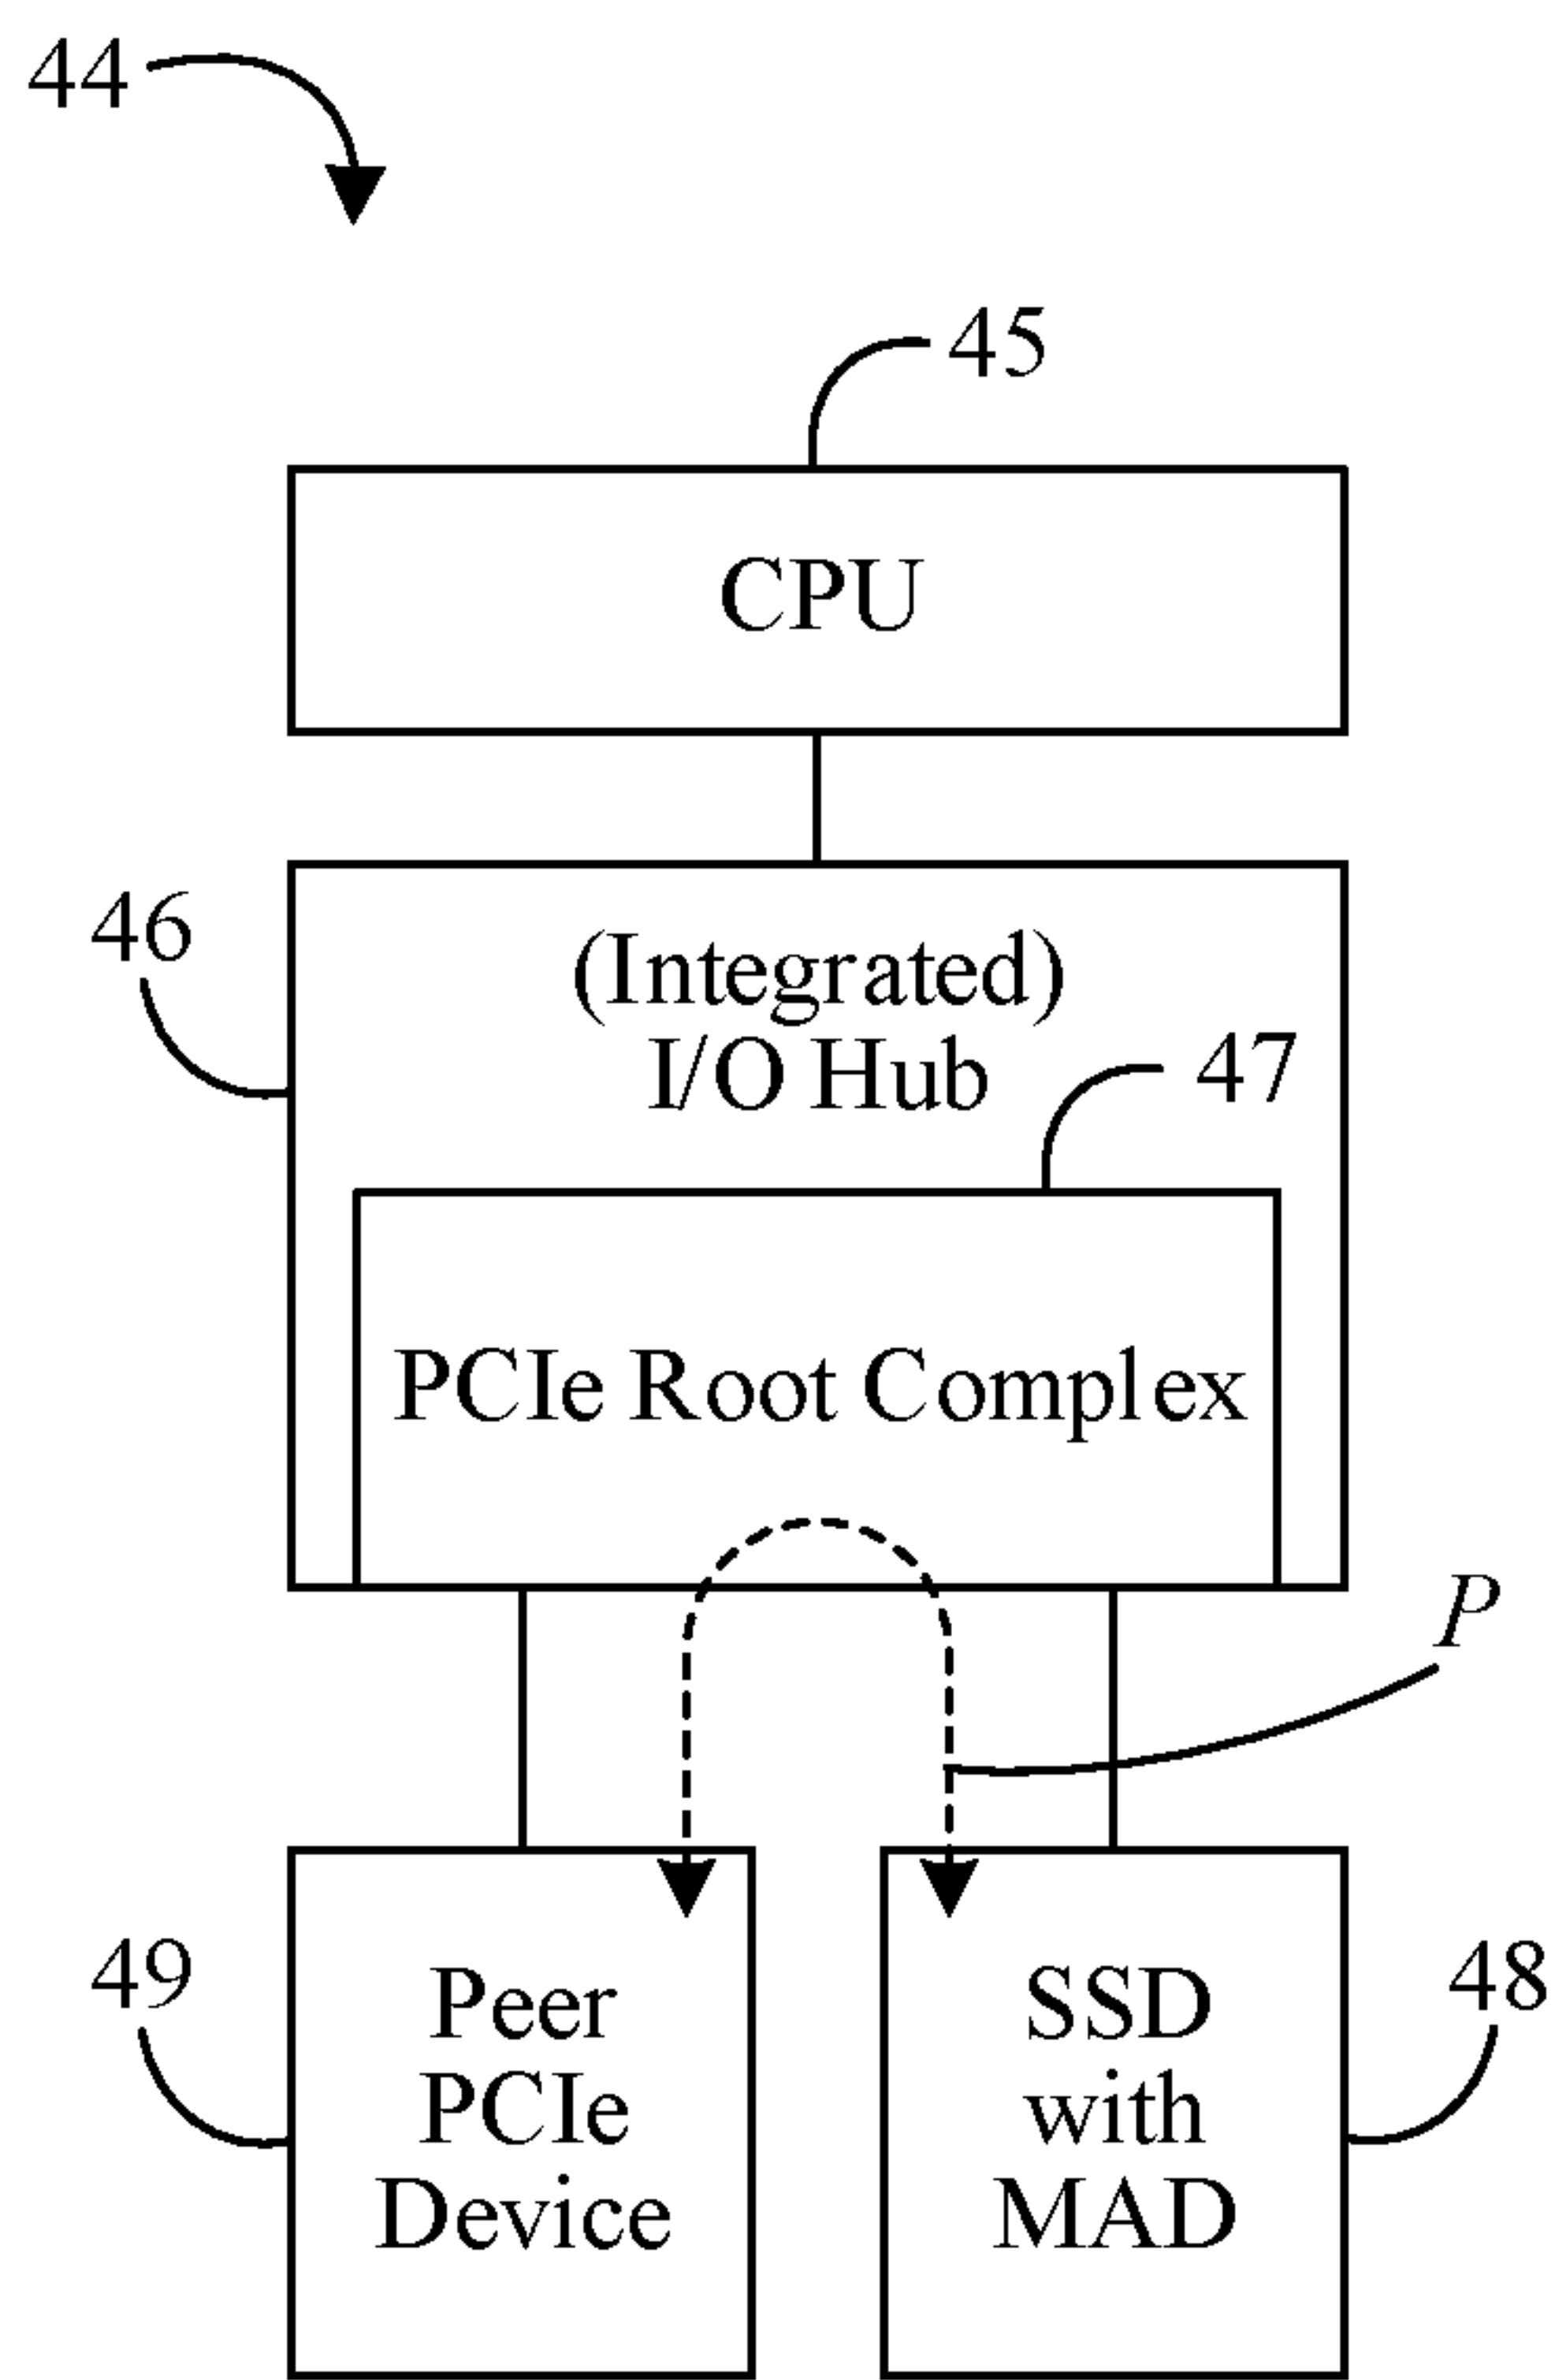 44
45
CPU
46
(Integrated)
I/O Hub
47
PCIe Root Complex
P
49
Peer
PCIe
Device
SSD
with
MAD
48